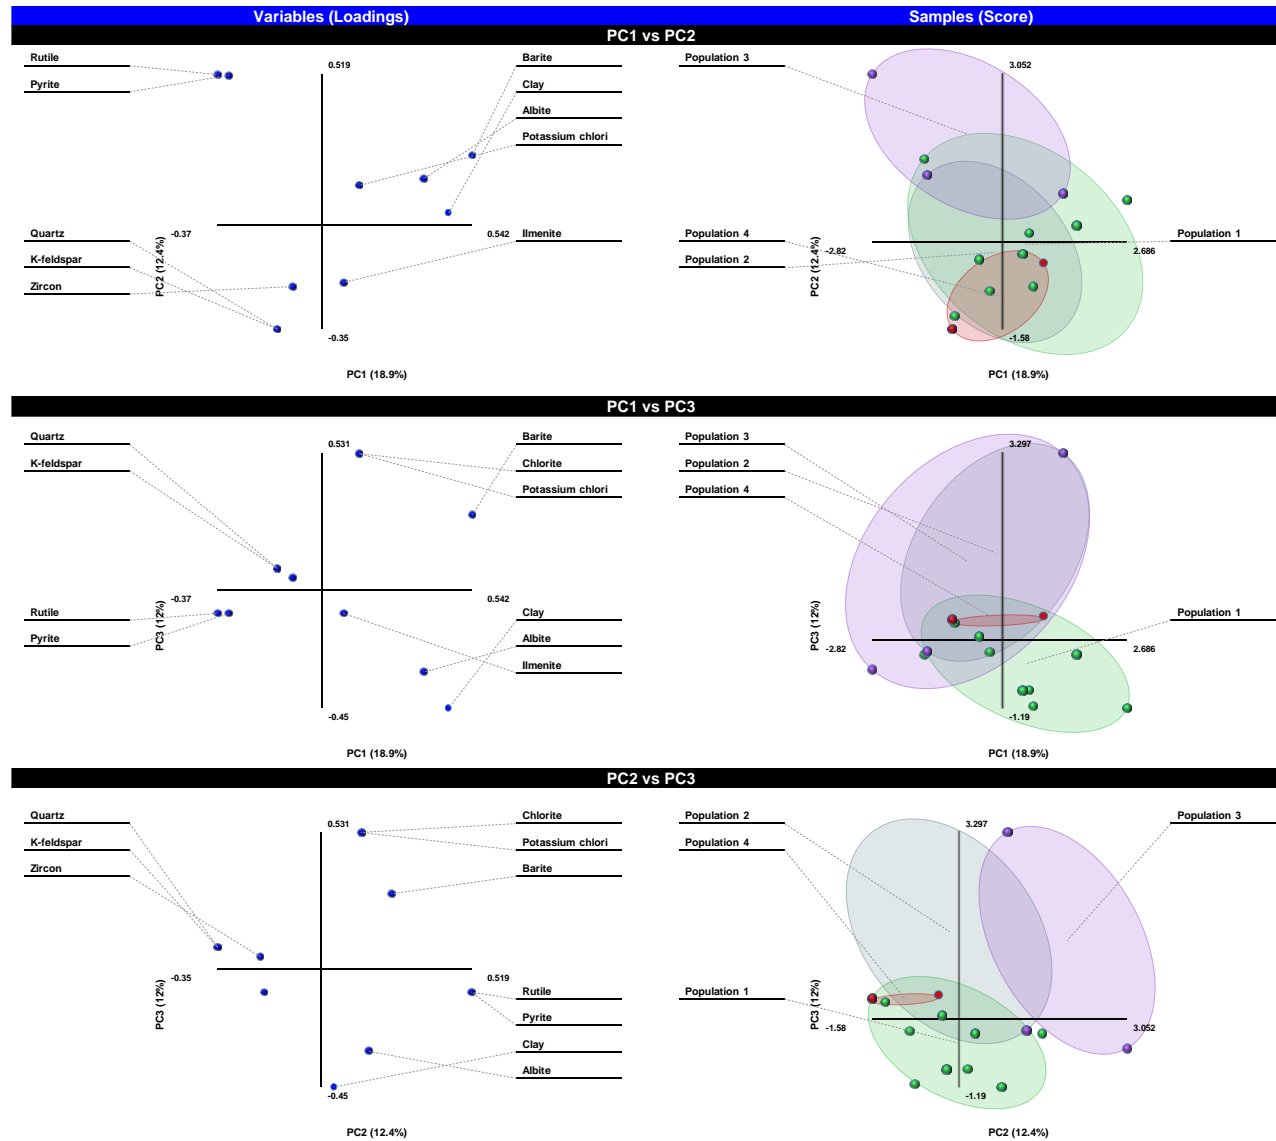 Variables (Loadings)
Samples (Score)
PC1 vs PC2
Rutile
Pyrite
Quartz
K-feldspar
Zircon
0.519
-0.37
0.542
-0.35
PC2 (12.4%)
PC1 (18.9%)
Barite
Clay
Albite
Potassium chlori
Ilmenite
Population 3
Population 4
Population 2
3.052
-2.82
2.686
-1.58
PC2 (12.4%)
PC1 (18.9%)
Population 1
PC1 vs PC3
Quartz
K-feldspar
Rutile
Pyrite
0.531
-0.37
0.542
-0.45
PC3 (12%)
PC1 (18.9%)
Barite
Chlorite
Potassium chlori
Clay
Albite
Ilmenite
Population 3
Population 2
Population 4
3.297
-2.82
2.686
-1.19
PC3 (12%)
PC1 (18.9%)
Population 1
PC2 vs PC3
Quartz
K-feldspar
Zircon
0.531
-0.35
0.519
-0.45
PC3 (12%)
PC2 (12.4%)
Chlorite
Potassium chlori
Barite
Rutile
Pyrite
Clay
Albite
Population 2
Population 4
Population 1
3.297
-1.58
3.052
-1.19
PC3 (12%)
PC2 (12.4%)
Population 3